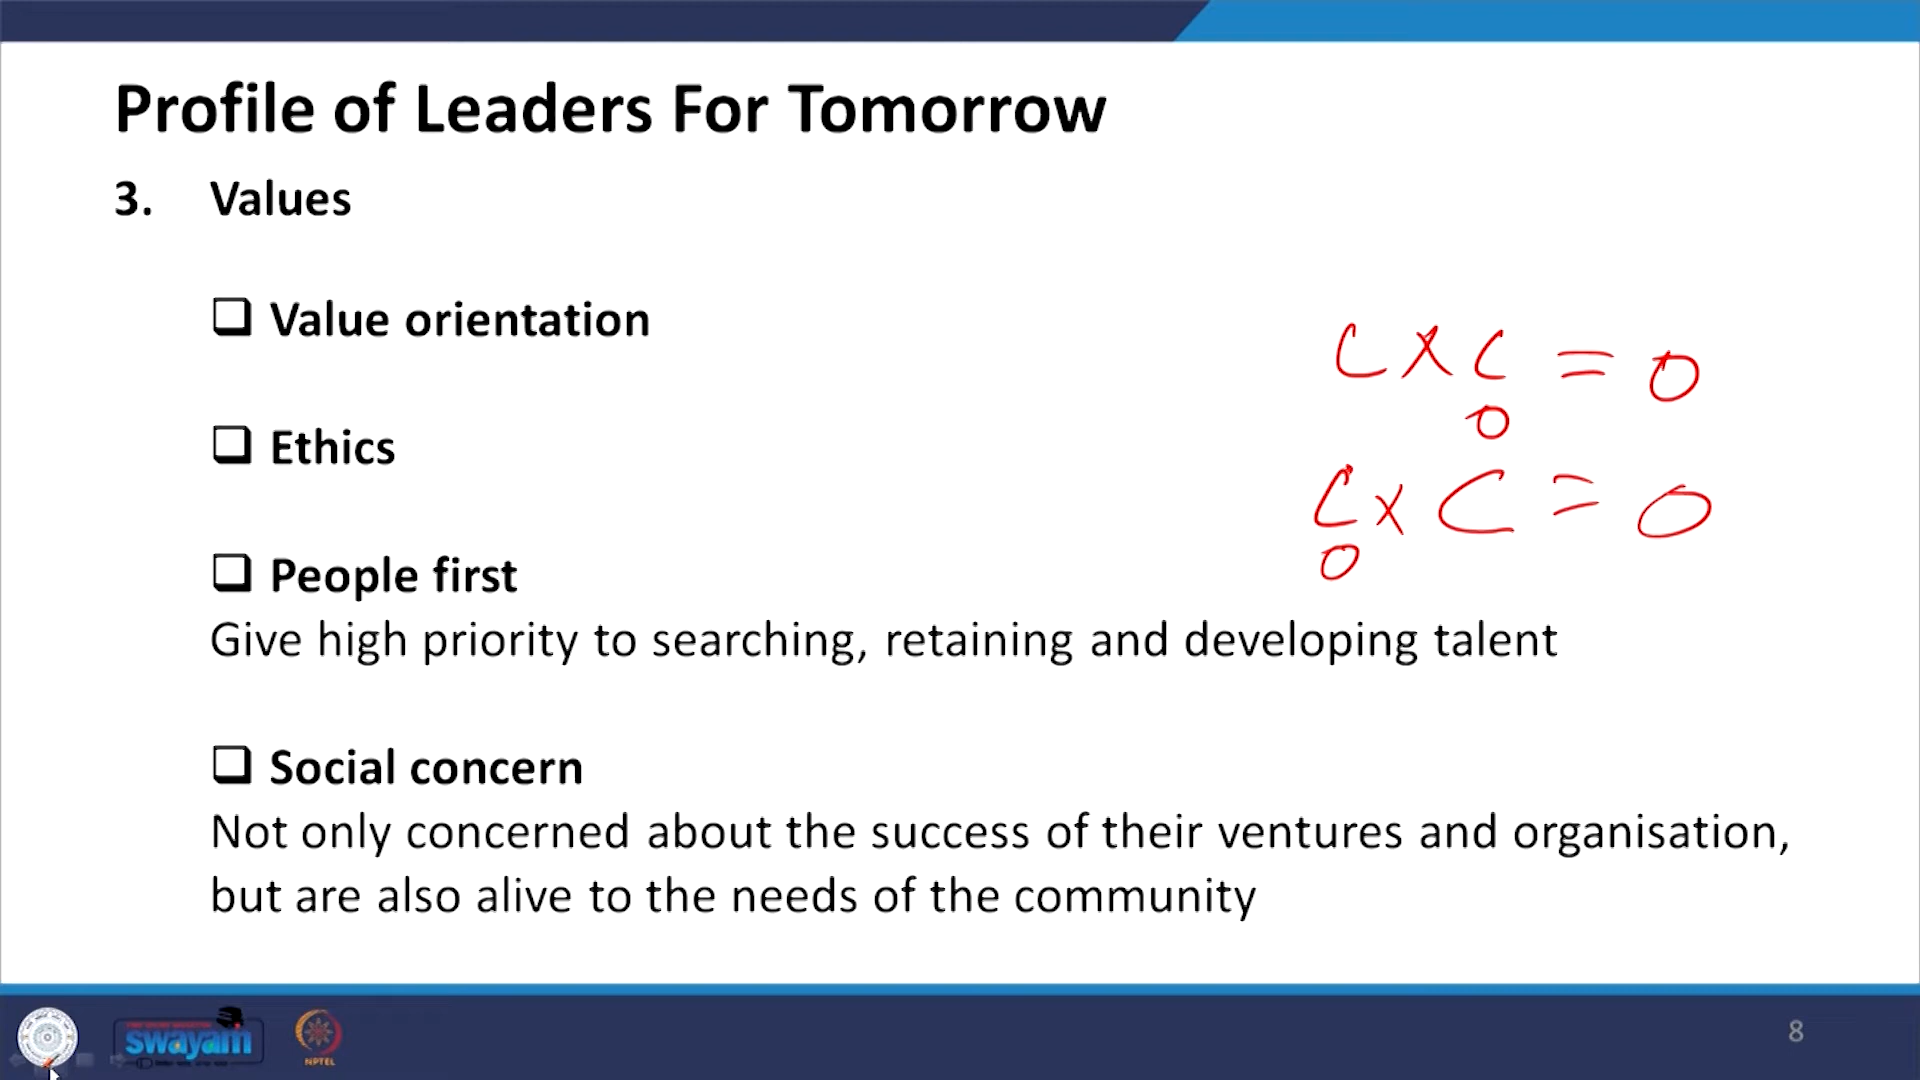 Profile of Leaders For Tomorrow
3. Values
Value orientation
C X C = 0
0
Ethics
C X C = 0
0
People first
Give high priority to searching, retaining and developing talent
Social concern
Not only concerned about the success of their ventures and organisation,
but are also alive to the needs of the community
swayam
NPTEL
8